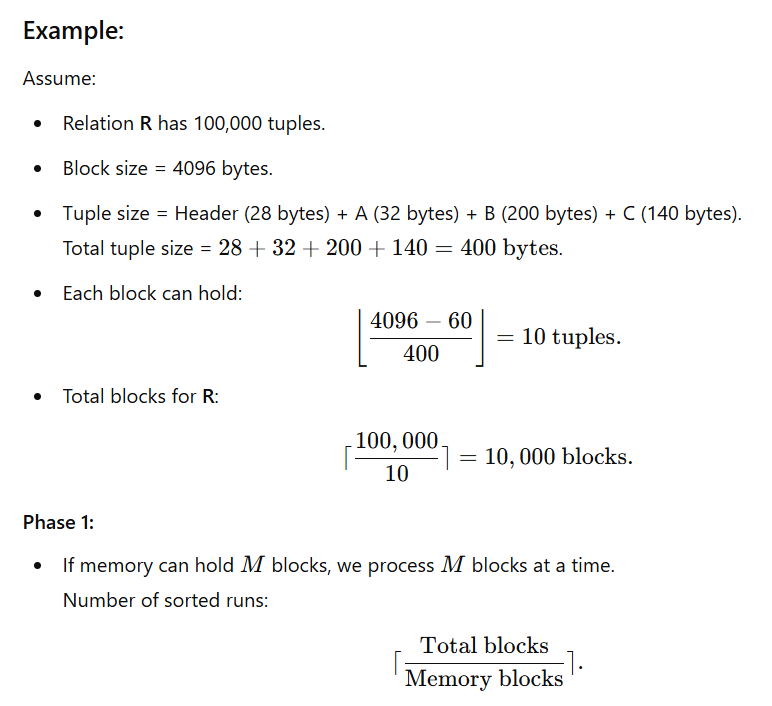 Example:
Assume:
• Relation R has 100,000 tuples.
• Block size = 4096 bytes.
• Tuple size = Header (28 bytes) + A (32 bytes) + B (200 bytes) + C (140 bytes).
Total tuple size = 28 + 32 + 200 + 140 = 400 bytes.
• Each block can hold:
⌊(4096 − 60)/400⌋ = 10 tuples.
• Total blocks for R:
⌈100,000/10⌉ = 10,000 blocks.
Phase 1:
• If memory can hold M blocks, we process M blocks at a time.
Number of sorted runs:
⌈Total blocks/Memory blocks⌉.